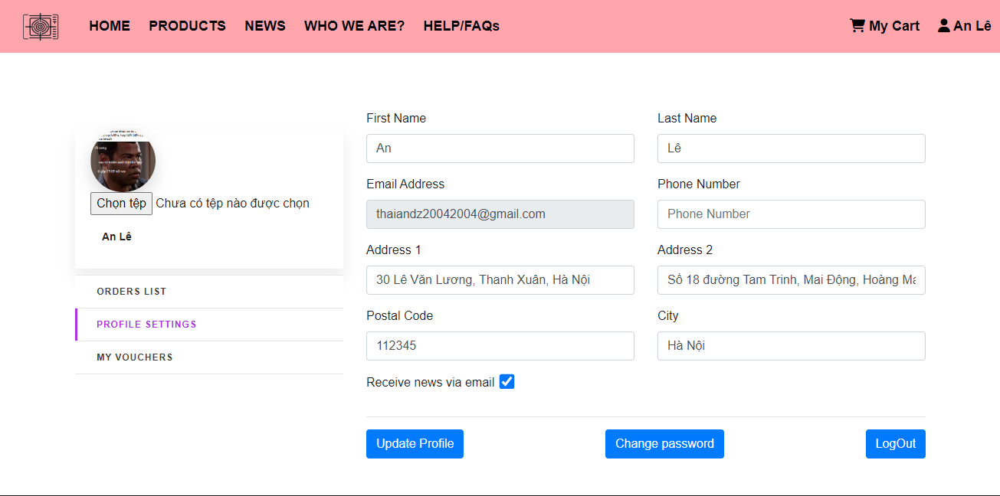 HOME PRODUCTS NEWS WHO WE ARE? HELP/FAQs My Cart An Lê
Chọn tệp Chưa có tệp nào được chọn
An Lê
ORDERS LIST
PROFILE SETTINGS
MY VOUCHERS
First Name Last Name
An Lê
Email Address Phone Number
thaiandz20042004@gmail.com Phone Number
Address 1 Address 2
30 Lê Văn Lương, Thanh Xuân, Hà Nội Số 18 đường Tam Trinh, Mai Động, Hoàng
Postal Code City
112345 Hà Nội
Receive news via email
Update Profile Change password LogOut